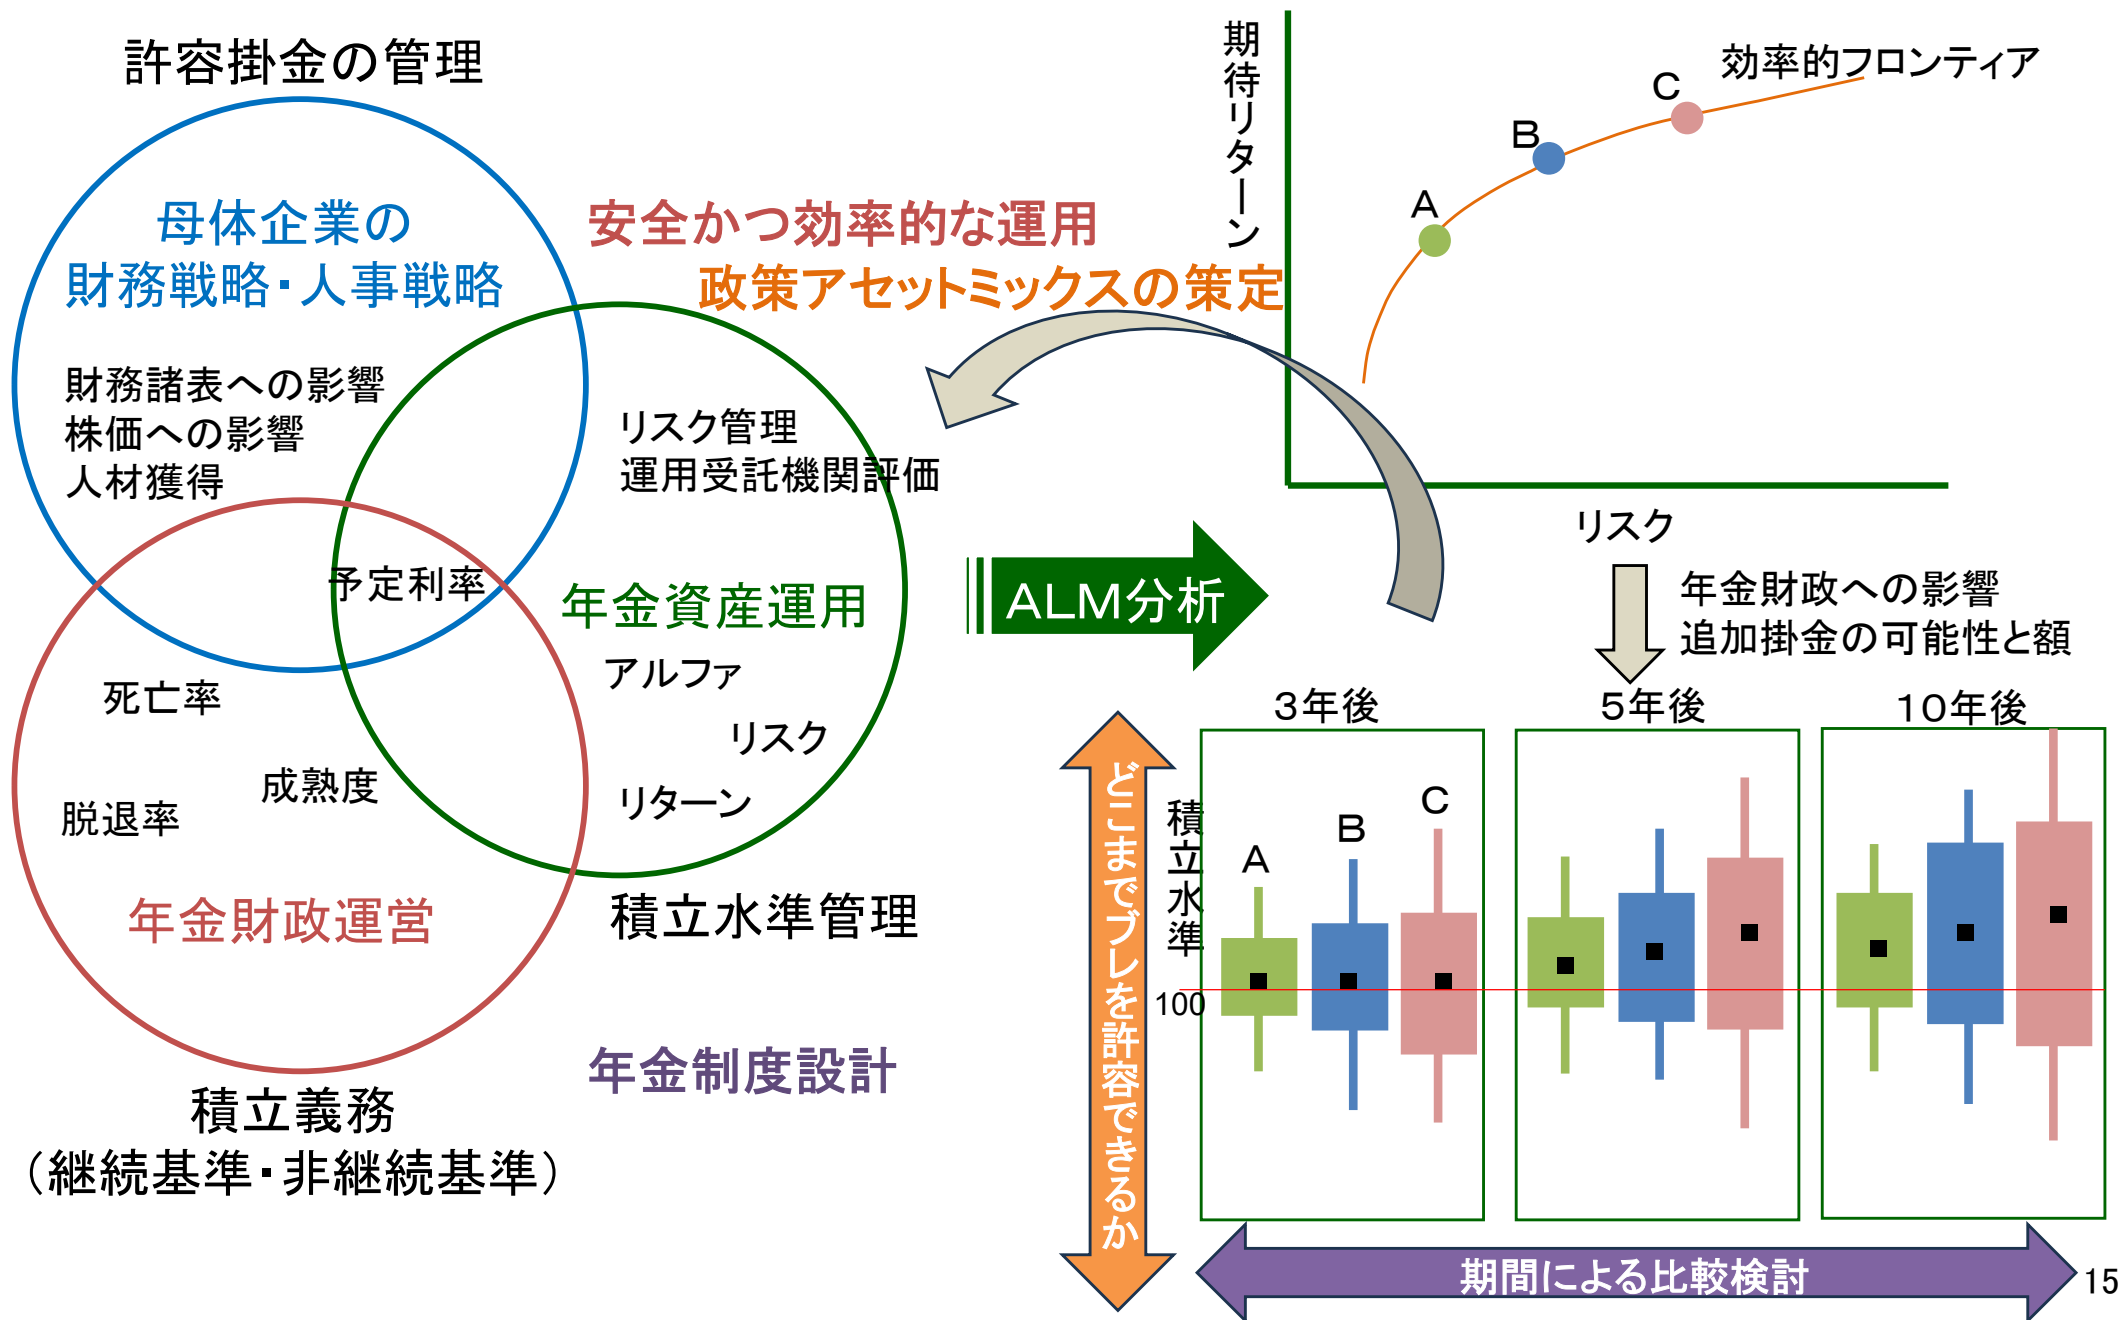 許容掛金の管理
母体企業の
財務戦略・人事戦略
財務諸表への影響
株価への影響
人材獲得
安全かつ効率的な運用
政策アセットミックスの策定
リスク管理
運用受託機関評価
予定利率
年金資産運用
アルファ
リスク
リターン
死亡率
成熟度
脱退率
年金財政運営
積立水準管理
年金制度設計
積立義務
（継続基準・非継続基準）
ALM分析
期待リターン
効率的フロンティア
A
B
C
リスク
年金財政への影響
追加掛金の可能性と額
どこまでブレを許容できるか
積立水準
100
3年後
5年後
10年後
A
B
C
期間による比較検討
15